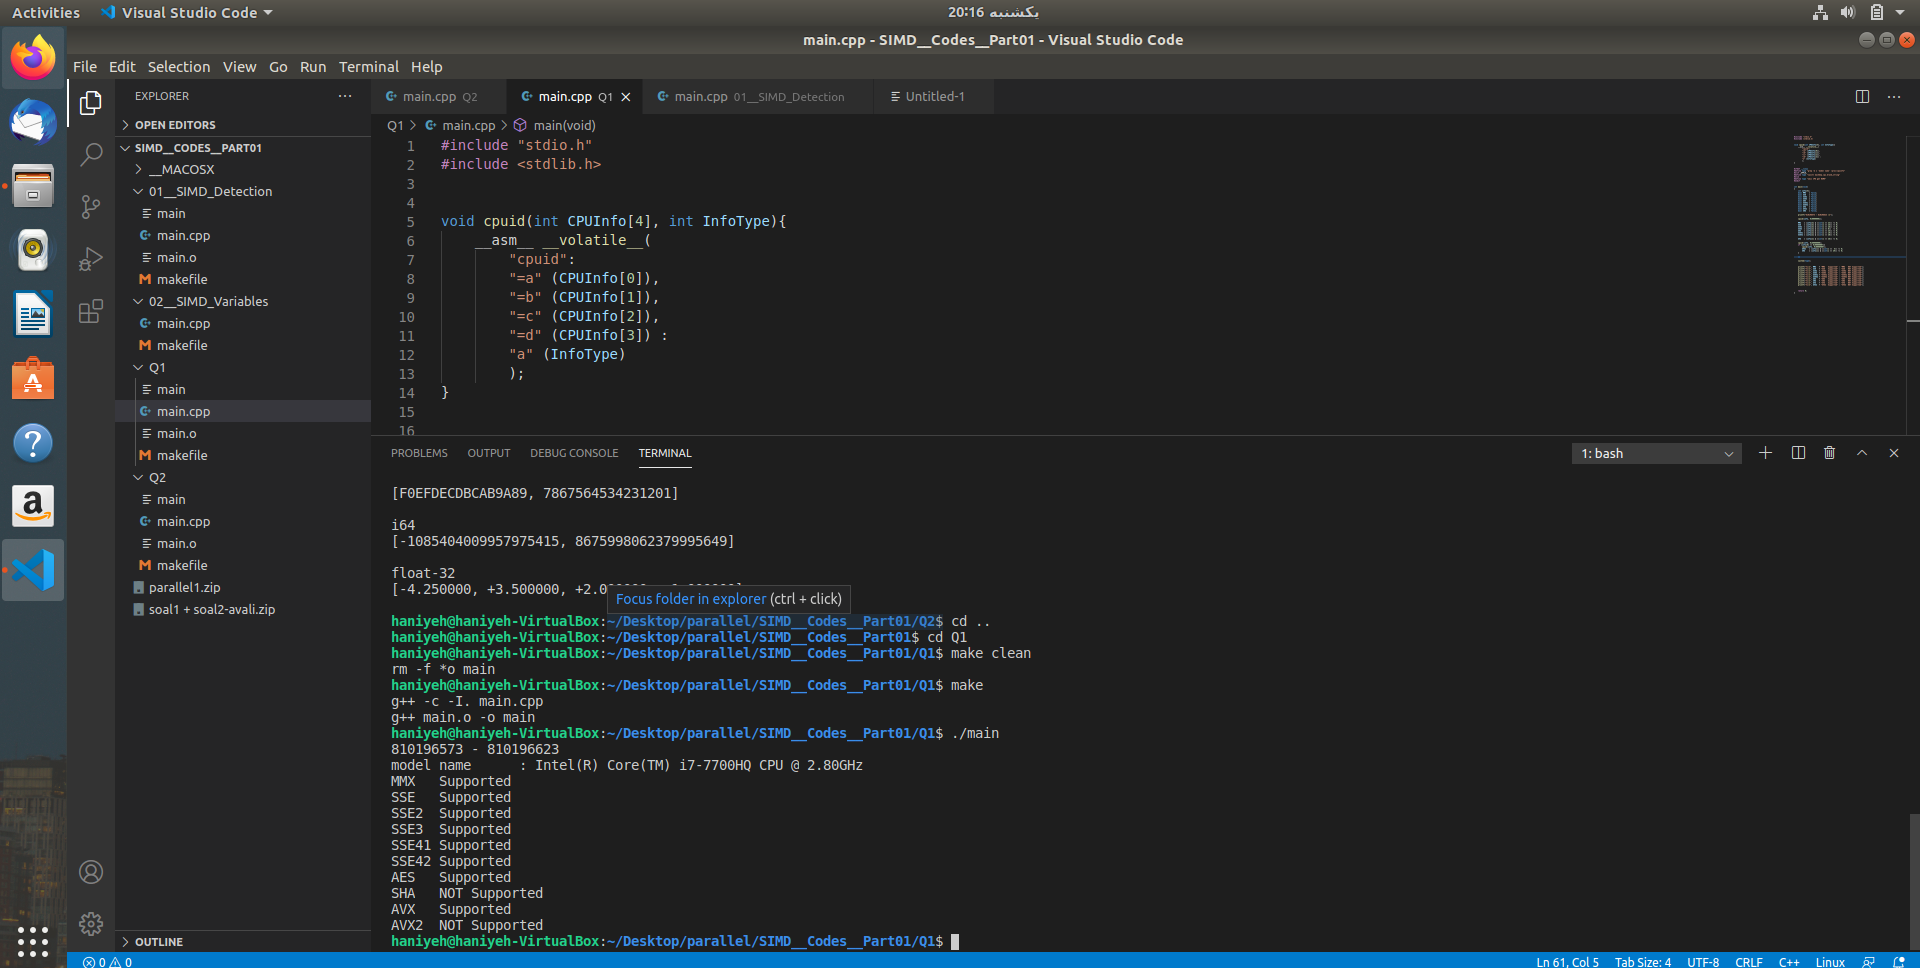 Activities
Visual Studio Code
یکشنبه 20:16
main.cpp - SIMD__Codes__Part01 - Visual Studio Code
File Edit Selection View Go Run Terminal Help
EXPLORER
OPEN EDITORS
SIMD__CODES__PART01
__MACOSX
01__SIMD_Detection
main
main.cpp
main.o
makefile
02__SIMD_Variables
main.cpp
makefile
Q1
main
main.cpp
main.o
makefile
Q2
main
main.cpp
main.o
makefile
parallel1.zip
soal1 + soal2-avali.zip
OUTLINE
main.cpp Q2
main.cpp Q1
main.cpp 01__SIMD_Detection
Untitled-1
Q1 > main.cpp > main(void)
1 #include "stdio.h"
2 #include <stdlib.h>
3
4
5 void cpuid(int CPUInfo[4], int InfoType){
6 __asm__ __volatile__(
7 "cpuid":
8 "=a" (CPUInfo[0]),
9 "=b" (CPUInfo[1]),
10 "=c" (CPUInfo[2]),
11 "=d" (CPUInfo[3]) :
12 "a" (InfoType)
13 );
14 }
15
16
PROBLEMS OUTPUT DEBUG CONSOLE TERMINAL
1: bash
[F0EFDECDBCAB9A89, 7867564534231201]
i64
[-1085404009957975415, 8675998062379995649]
float-32
[-4.250000, +3.500000,
Focus folder in explorer (ctrl + click)
haniyeh@haniyeh-VirtualBox:~/Desktop/parallel/SIMD__Codes__Part01/Q2$ cd ..
haniyeh@haniyeh-VirtualBox:~/Desktop/parallel/SIMD__Codes__Part01$ cd Q1
haniyeh@haniyeh-VirtualBox:~/Desktop/parallel/SIMD__Codes__Part01/Q1$ make clean
rm -f *o main
haniyeh@haniyeh-VirtualBox:~/Desktop/parallel/SIMD__Codes__Part01/Q1$ make
g++ -c -I. main.cpp
g++ main.o -o main
haniyeh@haniyeh-VirtualBox:~/Desktop/parallel/SIMD__Codes__Part01/Q1$ ./main
810196573 - 810196623
model name : Intel(R) Core(TM) i7-7700HQ CPU @ 2.80GHz
MMX Supported
SSE Supported
SSE2 Supported
SSE3 Supported
SSE41 Supported
SSE42 Supported
AES Supported
SHA NOT Supported
AVX Supported
AVX2 NOT Supported
haniyeh@haniyeh-VirtualBox:~/Desktop/parallel/SIMD__Codes__Part01/Q1$
0 0
Ln 61, Col 5 Tab Size: 4 UTF-8 CRLF C++ Linux